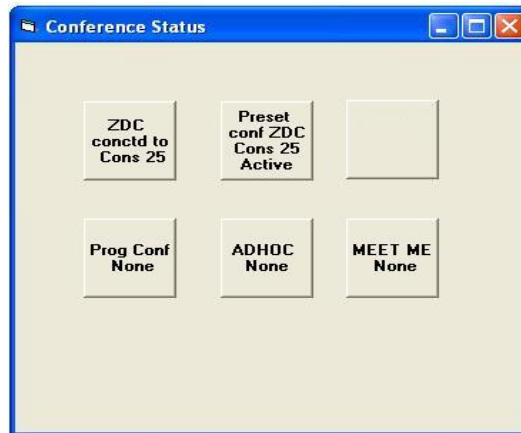 Conference Status
ZDC
conctd to
Cons 25
Preset
conf ZDC
Cons 25
Active
Prog Conf
None
ADHOC
None
MEET ME
None